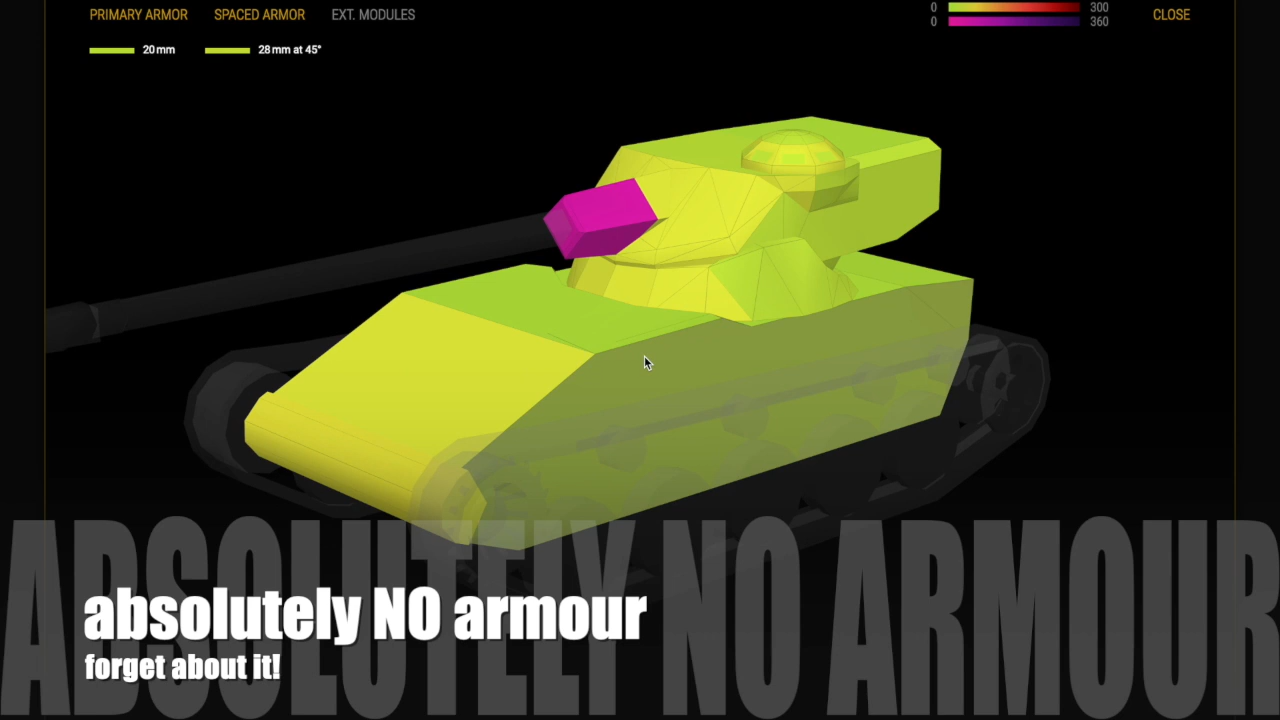 PRIMARY ARMOR SPACED ARMOR EXT. MODULES 0 300
0 360 CLOSE
20 mm 28 mm at 45°
ABSOLUTELY NO ARMOUR
absolutely NO armour
forget about it!